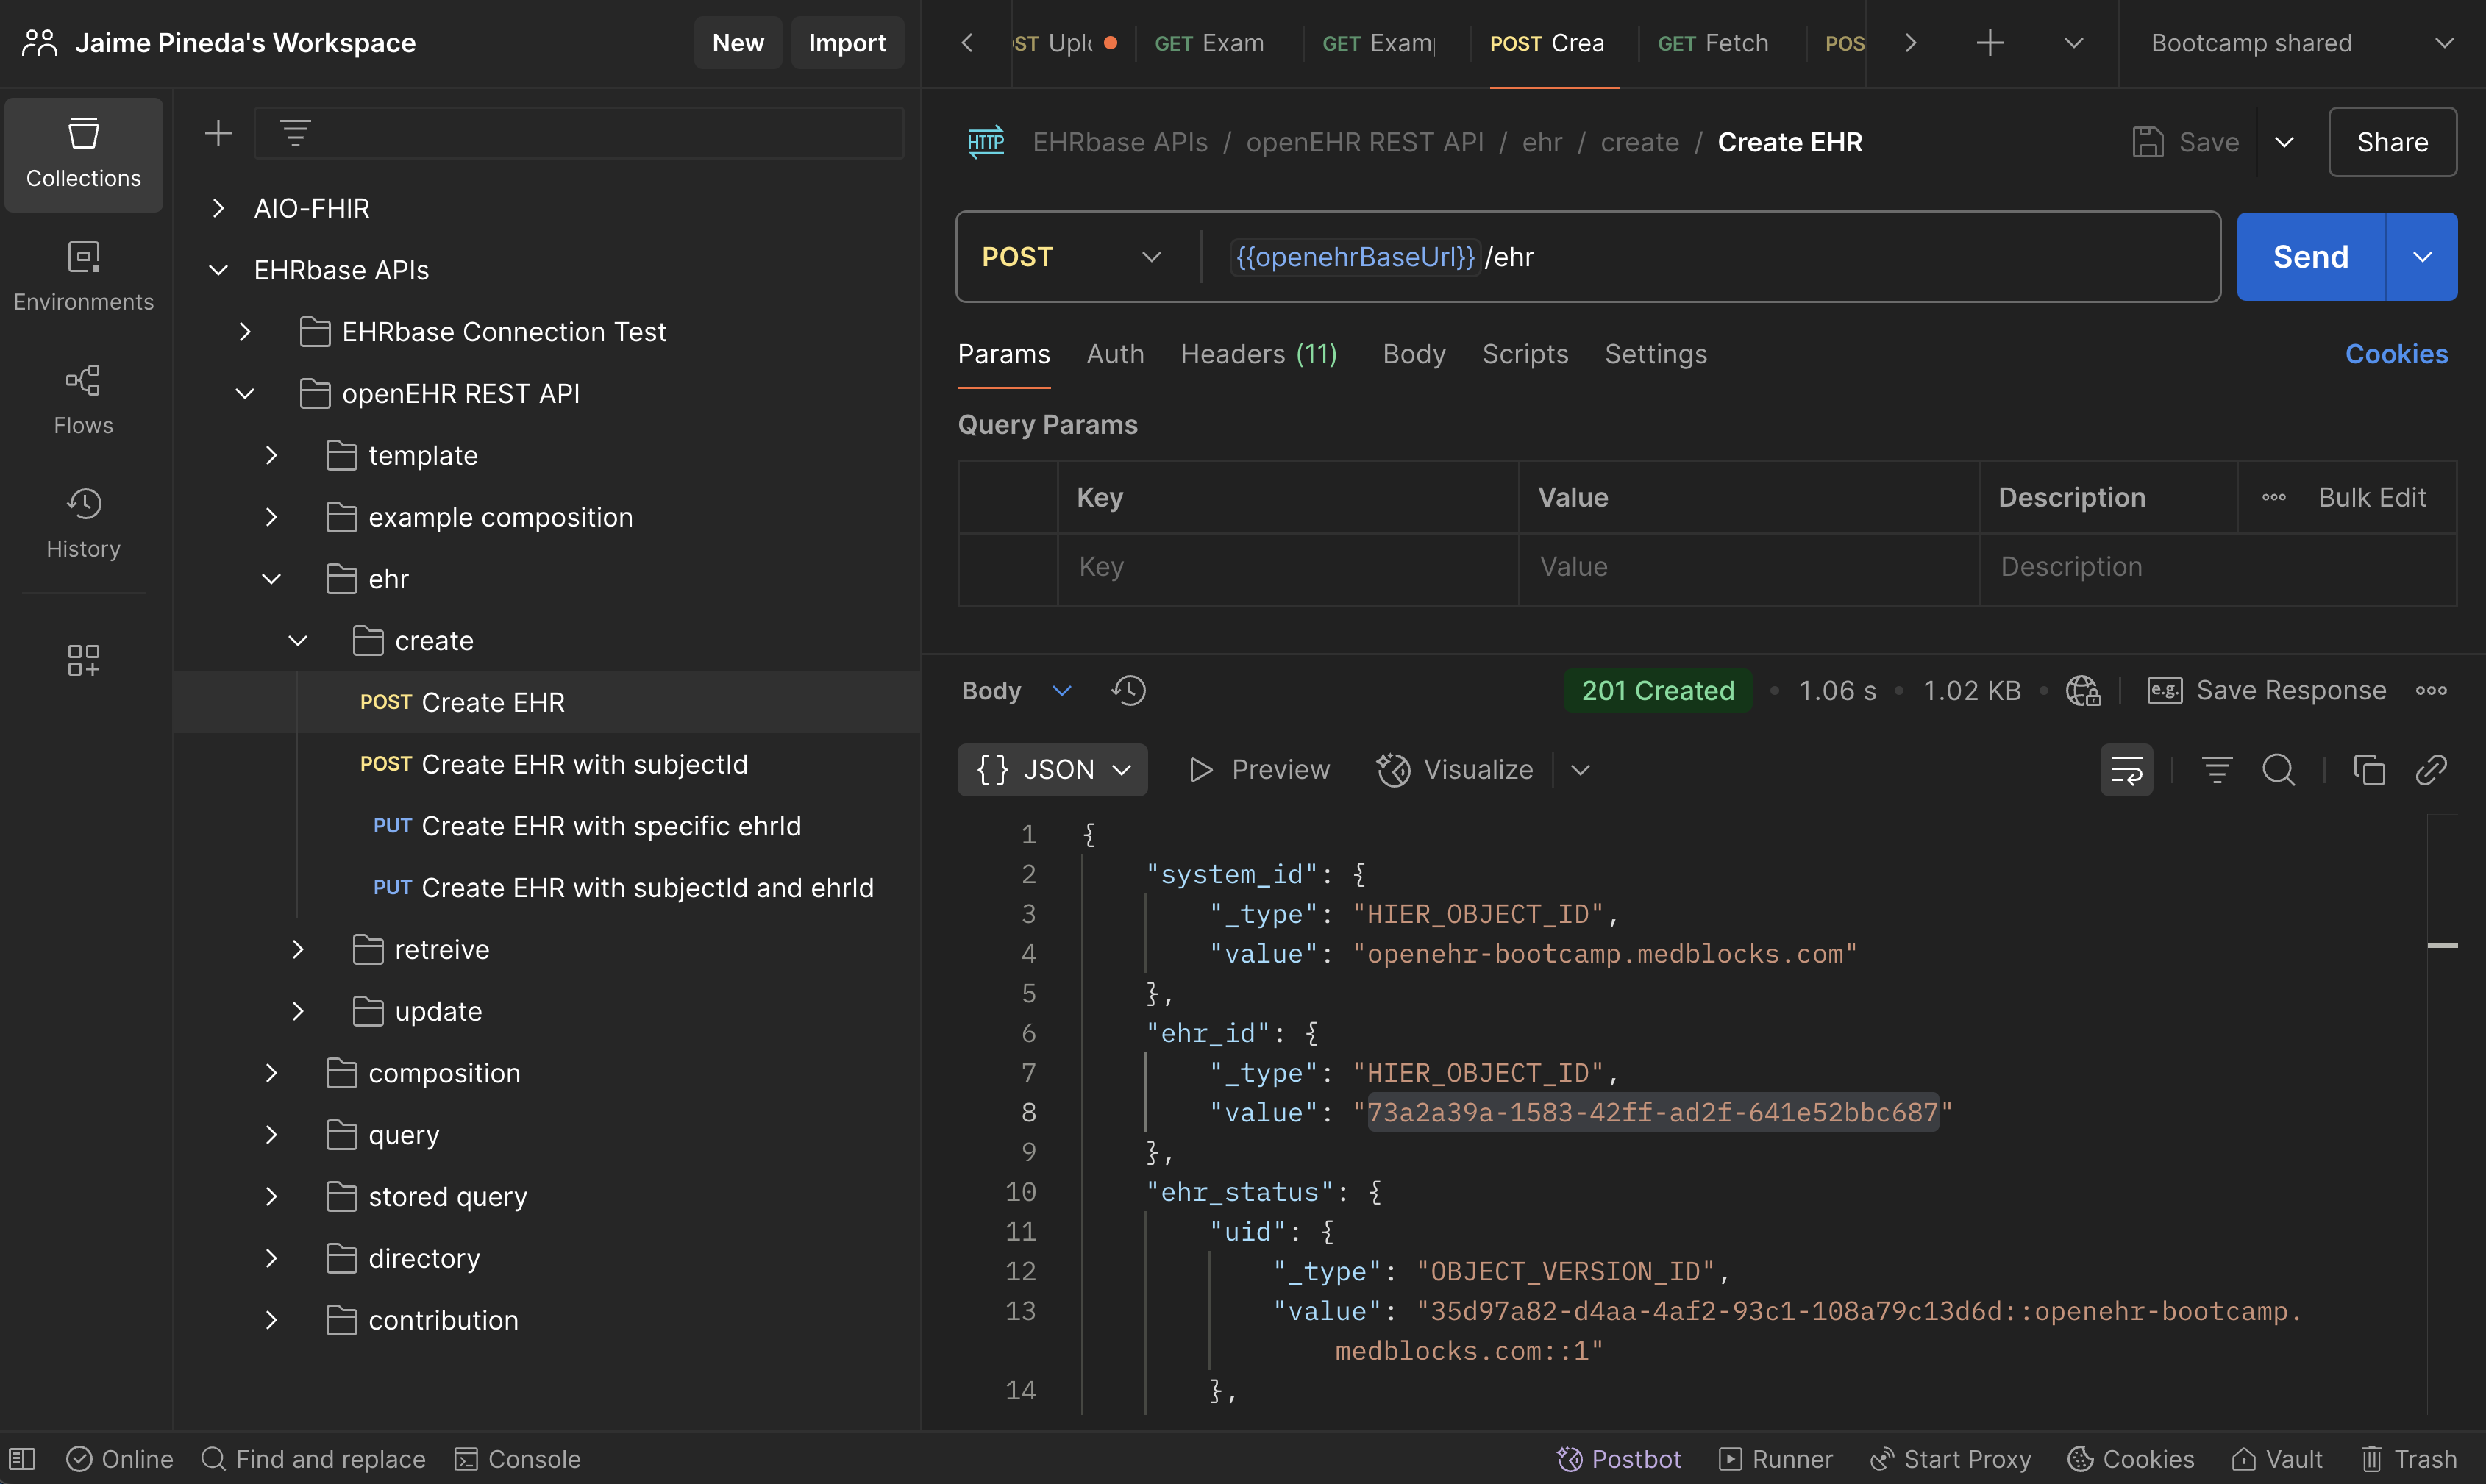 Jaime Pineda's Workspace
New
Import
ST Uplo
GET Exam
GET Exam
POST Crea
GET Fetch
POS
Bootcamp shared
Collections
Environments
Flows
History
AIO-FHIR
EHRbase APIs
EHRbase Connection Test
openEHR REST API
template
example composition
ehr
create
POST Create EHR
POST Create EHR with subjectId
PUT Create EHR with specific ehrId
PUT Create EHR with subjectId and ehrId
retreive
update
composition
query
stored query
directory
contribution
HTTP EHRbase APIs / openEHR REST API / ehr / create / Create EHR
Save
Share
POST
{{openehrBaseUrl}} /ehr
Send
Params Auth Headers (11) Body Scripts Settings
Cookies
Query Params
Key Value Description Bulk Edit
Key Value Description
Body
201 Created • 1.06 s • 1.02 KB •
e.g. Save Response
{} JSON
Preview
Visualize
1 {
2 "system_id": {
3 "_type": "HIER_OBJECT_ID",
4 "value": "openehr-bootcamp.medblocks.com"
5 },
6 "ehr_id": {
7 "_type": "HIER_OBJECT_ID",
8 "value": "73a2a39a-1583-42ff-ad2f-641e52bbc687"
9 },
10 "ehr_status": {
11 "uid": {
12 "_type": "OBJECT_VERSION_ID",
13 "value": "35d97a82-d4aa-4af2-93c1-108a79c13d6d::openehr-bootcamp.
medblocks.com::1"
14 },
Online
Find and replace
Console
Postbot
Runner
Start Proxy
Cookies
Vault
Trash